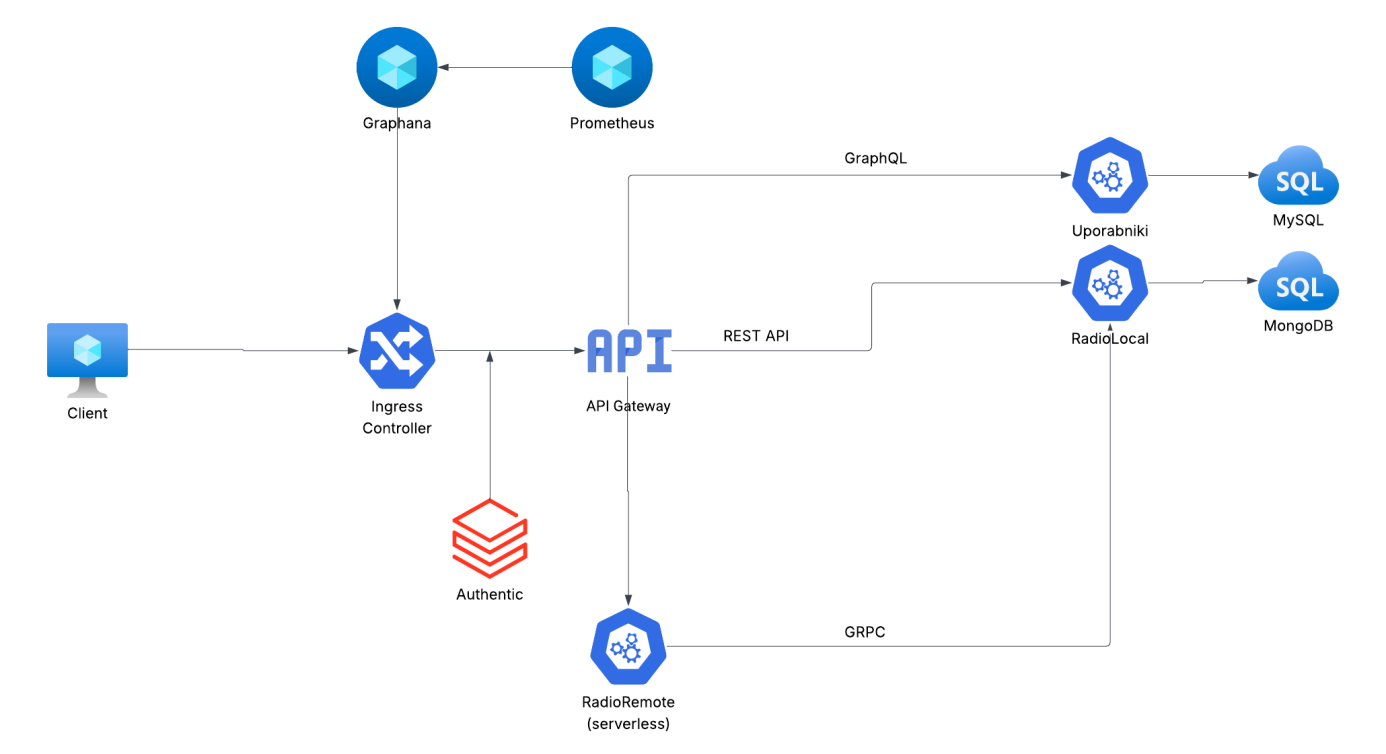 Graphana
Prometheus
GraphQL
Uporabniki
SQL
MySQL
REST API
RadioLocal
SQL
MongoDB
Client
Ingress
Controller
API
API Gateway
Authentic
GRPC
RadioRemote
(serverless)